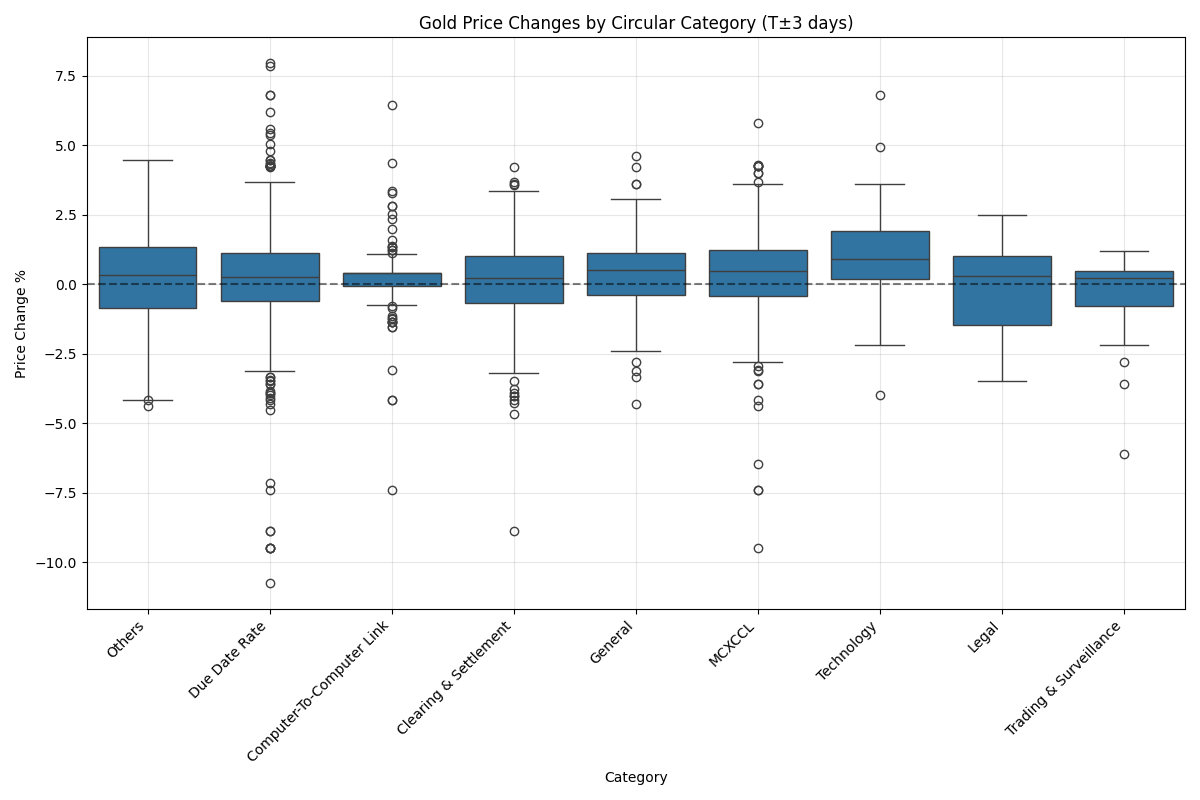 Gold Price Changes by Circular Category (T±3 days)
Price Change %
7.5
5.0
2.5
0.0
−2.5
−5.0
−7.5
−10.0
Others
Due Date Rate
Computer-To-Computer Link
Clearing & Settlement
General
MCXCCL
Technology
Legal
Trading & Surveillance
Category